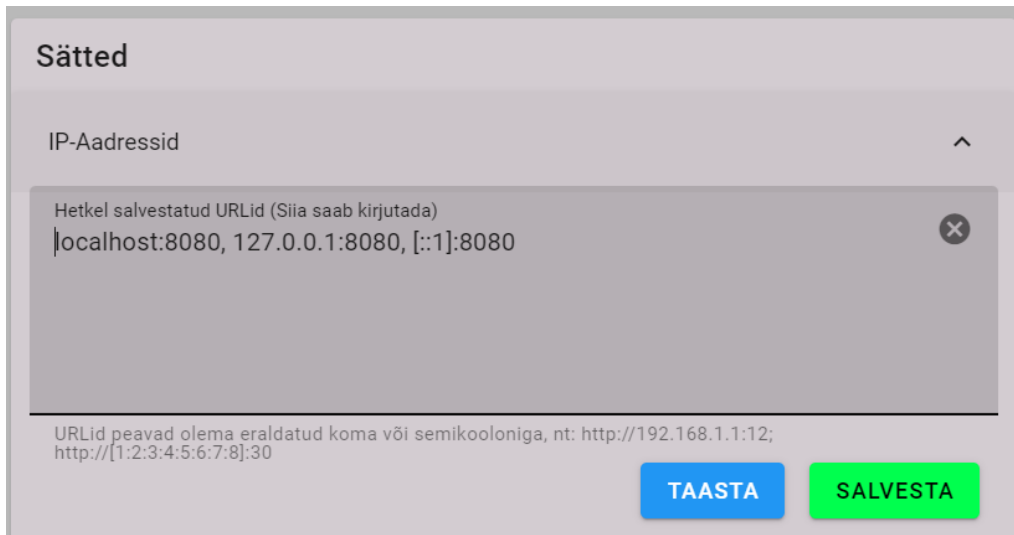 Sätted
IP-Aadressid
Hetkel salvestatud URLid (Siia saab kirjutada)
localhost:8080, 127.0.0.1:8080, [::1]:8080
URLid peavad olema eraldatud koma või semikooloniga, nt: http://192.168.1.1:12;
http://[1:2:3:4:5:6:7:8]:30
TAASTA
SALVESTA